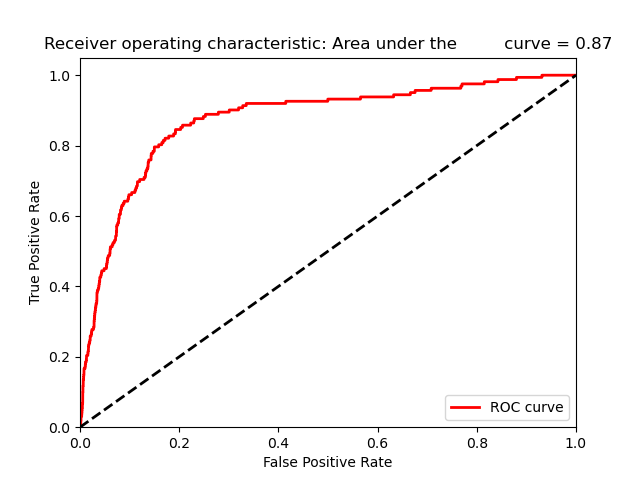 Receiver operating characteristic: Area under the curve = 0.87
1.0
0.8
0.6
0.4
0.2
0.0
True Positive Rate
ROC curve
0.0 0.2 0.4 0.6 0.8 1.0
False Positive Rate